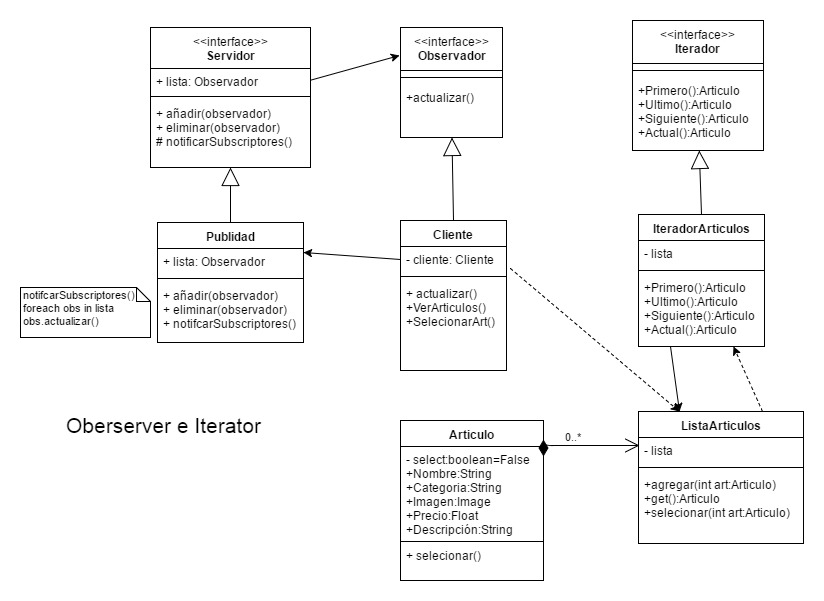 <<interface>>
Servidor
+ lista: Observador
+ añadir(observador)
+ eliminar(observador)
# notificarSubscriptores()
<<interface>>
Observador
+actualizar()
<<interface>>
Iterador
+Primero():Articulo
+Ultimo():Articulo
+Siguiente():Articulo
+Actual():Articulo
Publidad
+ lista: Observador
+ añadir(observador)
+ eliminar(observador)
+ notifcarSubscriptores()
Cliente
- cliente: Cliente
+ actualizar()
+VerArticulos()
+SelecionarArt()
IteradorArticulos
- lista
+Primero():Articulo
+Ultimo():Articulo
+Siguiente():Articulo
+Actual():Articulo
notifcarSubscriptores()
foreach obs in lista
obs.actualizar()
Oberserver e Iterator
Articulo
- select:boolean=False
+Nombre:String
+Categoria:String
+Imagen:Image
+Precio:Float
+Descripción:String
+ selecionar()
0..*
ListaArticulos
- lista
+agregar(int art:Articulo)
+get():Articulo
+selecionar(int art:Articulo)